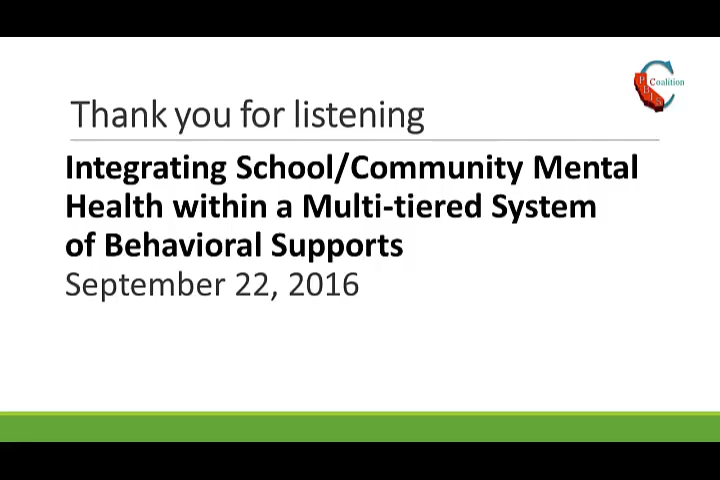 Coalition
PBIS
Thank you for listening
Integrating School/Community Mental
Health within a Multi-tiered System
of Behavioral Supports
September 22, 2016